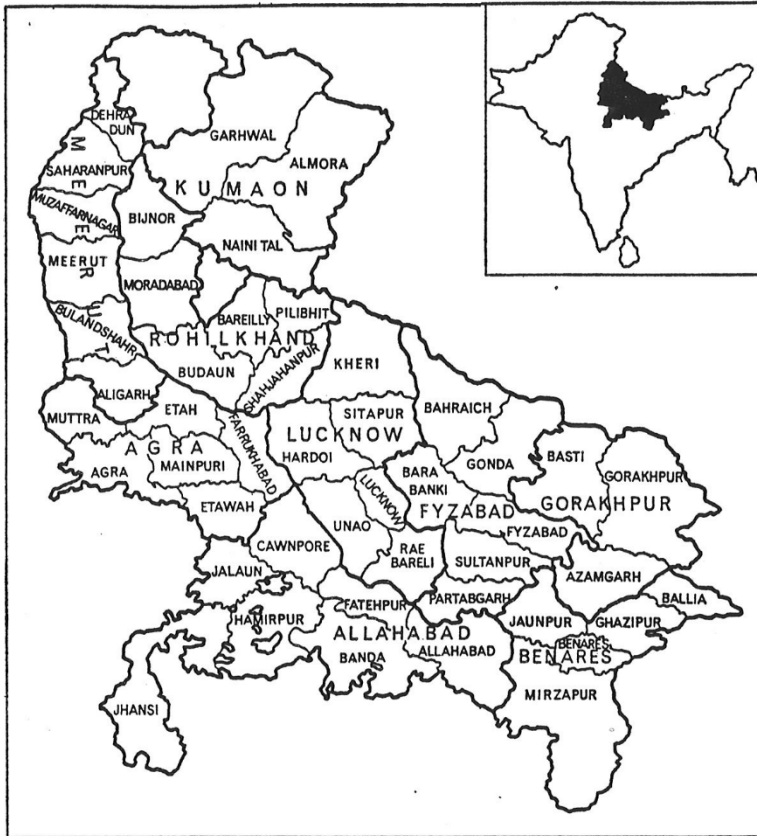 DEHRA
DUN
GARHWAL
ALMORA
SAHARANPUR
MEERUT
KUMAON
MUZAFFARNAGAR
BIJNOR
NAINI TAL
MEERUT
MORADABAD
BAREILLY
PILIBHIT
BULANDSHAHR
ROHILKHAND
BUDAUN
SHAHJAHANPUR
KHERI
ALIGARH
MUTTRA
ETAH
FARRUKHABAD
SITAPUR
BAHRAICH
LUCKNOW
AGRA
AGRA
MAINPURI
HARDOI
BARA
BANKI
GONDA
BASTI
GORAKHPUR
GORAKHPUR
ETAWAH
LUCKNOW
FYZABAD
UNAO
FYZABAD
CAWNPORE
RAE
BARELI
SULTANPUR
AZAMGARH
JALAUN
PARTABGARH
BALLIA
HAMIRPUR
FATEHPUR
JAUNPUR
GHAZIPUR
ALLAHABAD
ALLAHABAD
BENARES
BENARES
BANDA
MIRZAPUR
JHANSI